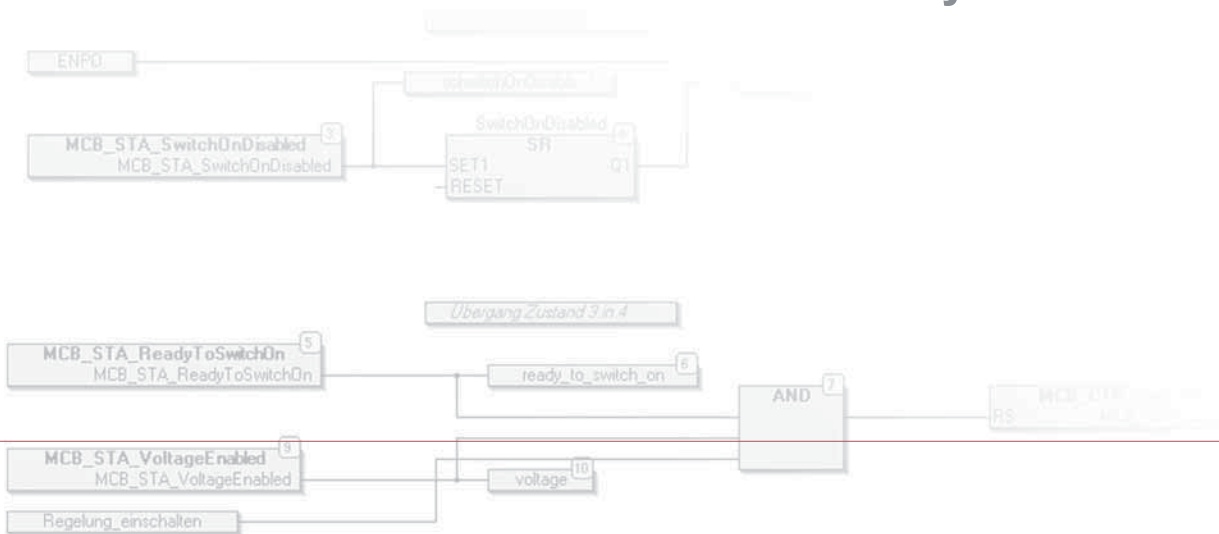 ENPO
MCB_STA_SwitchOnDisabled 3
MCB_STA_SwitchOnDisabled
SwitchOnDisabled
SR
SET1 Q1
RESET
Übergang Zustand 3 in 4
MCB_STA_ReadyToSwitchOn 5
MCB_STA_ReadyToSwitchOn
ready_to_switch_on 6
AND 7
RS
MCB_STA_VoltageEnabled 9
MCB_STA_VoltageEnabled
voltage 10
Regelung_einschalten